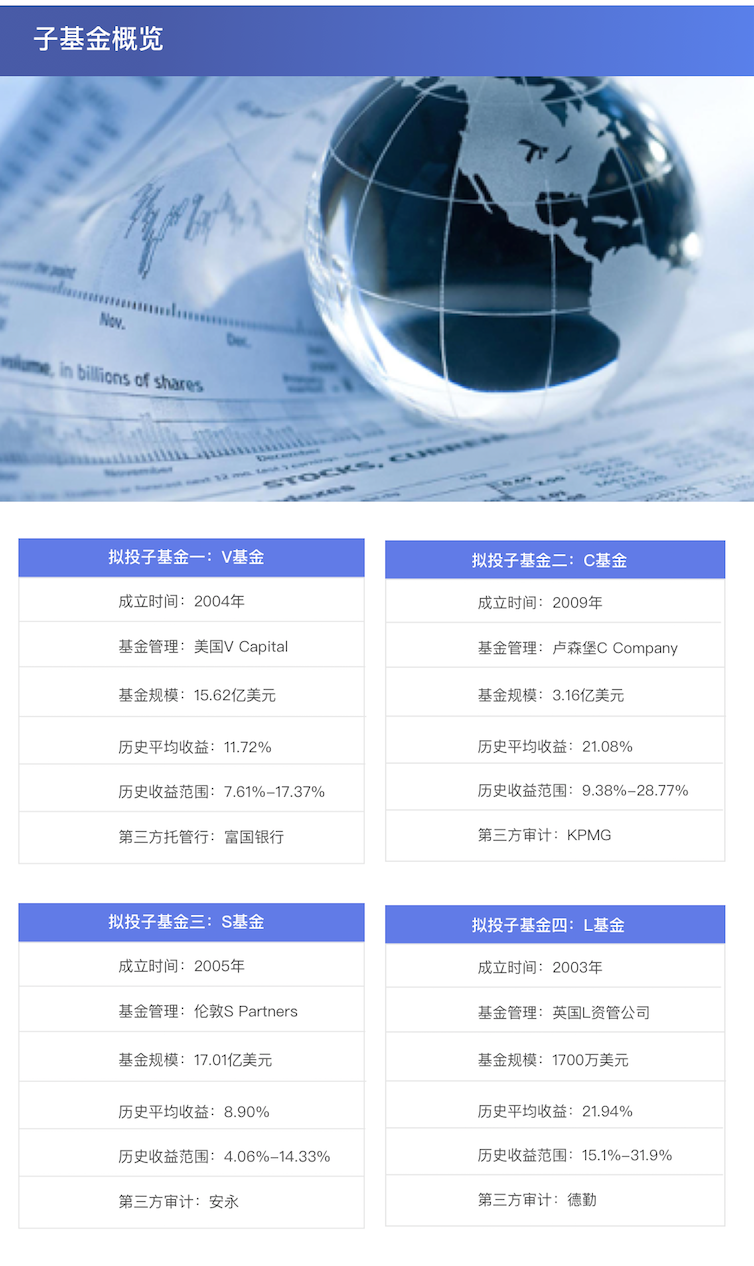 子基金概览
the point
Nov.
Dec.
volume, in billions of shares
November
December
STOCKS, CURREN
拟投子基金一：V基金
成立时间：2004年
基金管理：美国V Capital
基金规模：15.62亿美元
历史平均收益：11.72%
历史收益范围：7.61%-17.37%
第三方托管行：富国银行
拟投子基金二：C基金
成立时间：2009年
基金管理：卢森堡C Company
基金规模：3.16亿美元
历史平均收益：21.08%
历史收益范围：9.38%-28.77%
第三方审计：KPMG
拟投子基金三：S基金
成立时间：2005年
基金管理：伦敦S Partners
基金规模：17.01亿美元
历史平均收益：8.90%
历史收益范围：4.06%-14.33%
第三方审计：安永
拟投子基金四：L基金
成立时间：2003年
基金管理：英国L资管公司
基金规模：1700万美元
历史平均收益：21.94%
历史收益范围：15.1%-31.9%
第三方审计：德勤